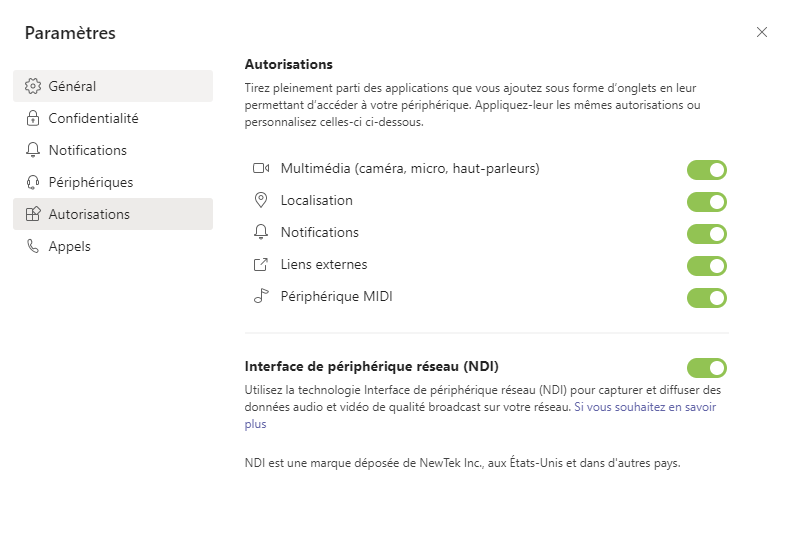 Paramètres
Général
Confidentialité
Notifications
Périphériques
Autorisations
Appels
Autorisations
Tirez pleinement parti des applications que vous ajoutez sous forme d’onglets en leur
permettant d’accéder à votre périphérique. Appliquez-leur les mêmes autorisations ou
personnalisez celles-ci ci-dessous.
Multimédia (caméra, micro, haut-parleurs)
Localisation
Notifications
Liens externes
Périphérique MIDI
Interface de périphérique réseau (NDI)
Utilisez la technologie Interface de périphérique réseau (NDI) pour capturer et diffuser des
données audio et vidéo de qualité broadcast sur votre réseau. Si vous souhaitez en savoir
plus
NDI est une marque déposée de NewTek Inc., aux États-Unis et dans d'autres pays.